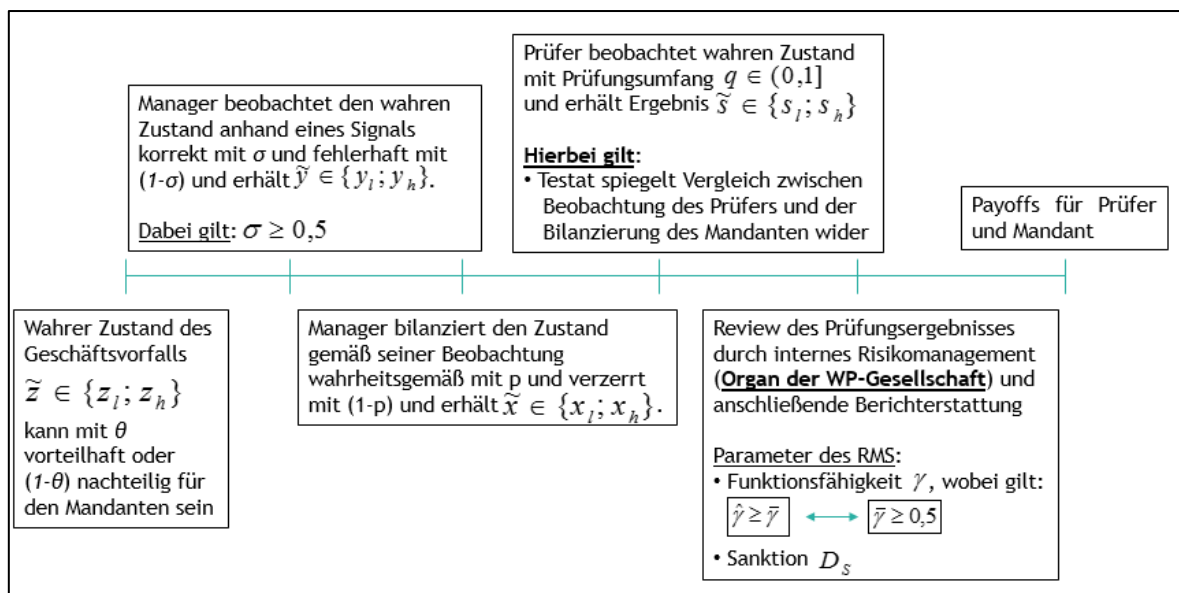 Wahrer Zustand des
Geschäftsvorfalls
z̃ ∈ {z_l; z_h}
kann mit θ
vorteilhaft oder
(1-θ) nachteilig für
den Mandanten sein
Manager beobachtet den wahren
Zustand anhand eines Signals
korrekt mit σ und fehlerhaft mit
(1-σ) und erhält ỹ ∈ {y_l; y_h}.
Dabei gilt: σ ≥ 0,5
Manager bilanziert den Zustand
gemäß seiner Beobachtung
wahrheitsgemäß mit p und verzerrt
mit (1-p) und erhält x̃ ∈ {x_l; x_h}.
Prüfer beobachtet wahren Zustand
mit Prüfungsumfang q ∈ (0,1]
und erhält Ergebnis s̃ ∈ {s_l; s_h}
Hierbei gilt:
• Testat spiegelt Vergleich zwischen
Beobachtung des Prüfers und der
Bilanzierung des Mandanten wider
Review des Prüfungsergebnisses
durch internes Risikomanagement
(Organ der WP-Gesellschaft) und
anschließende Berichterstattung
Parameter des RMS:
• Funktionsfähigkeit γ, wobei gilt:
γ̂ ≥ γ̄ ↔ γ̄ ≥ 0,5
• Sanktion D_S
Payoffs für Prüfer
und Mandant